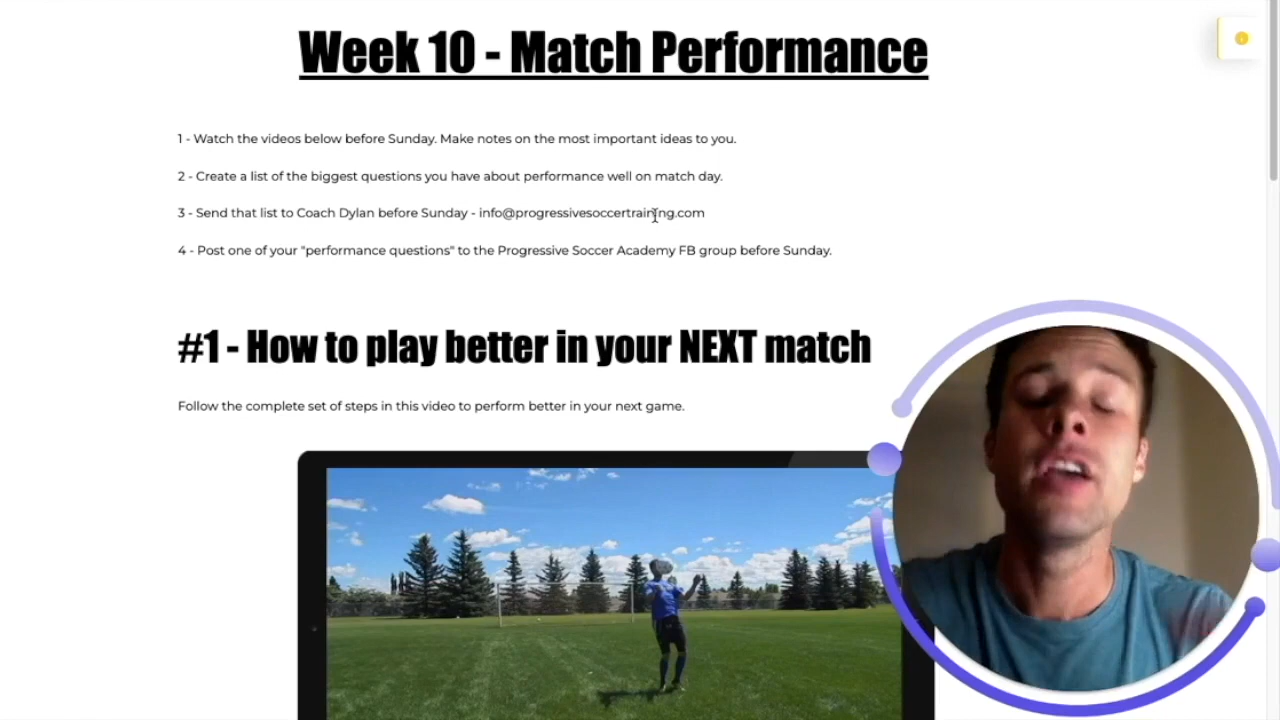 Week 10 - Match Performance
1 - Watch the videos below before Sunday. Make notes on the most important ideas to you.
2 - Create a list of the biggest questions you have about performance well on match day.
3 - Send that list to Coach Dylan before Sunday - info@progressivesoccertraining.com
4 - Post one of your "performance questions" to the Progressive Soccer Academy FB group before Sunday.
#1 - How to play better in your NEXT match
Follow the complete set of steps in this video to perform better in your next game.